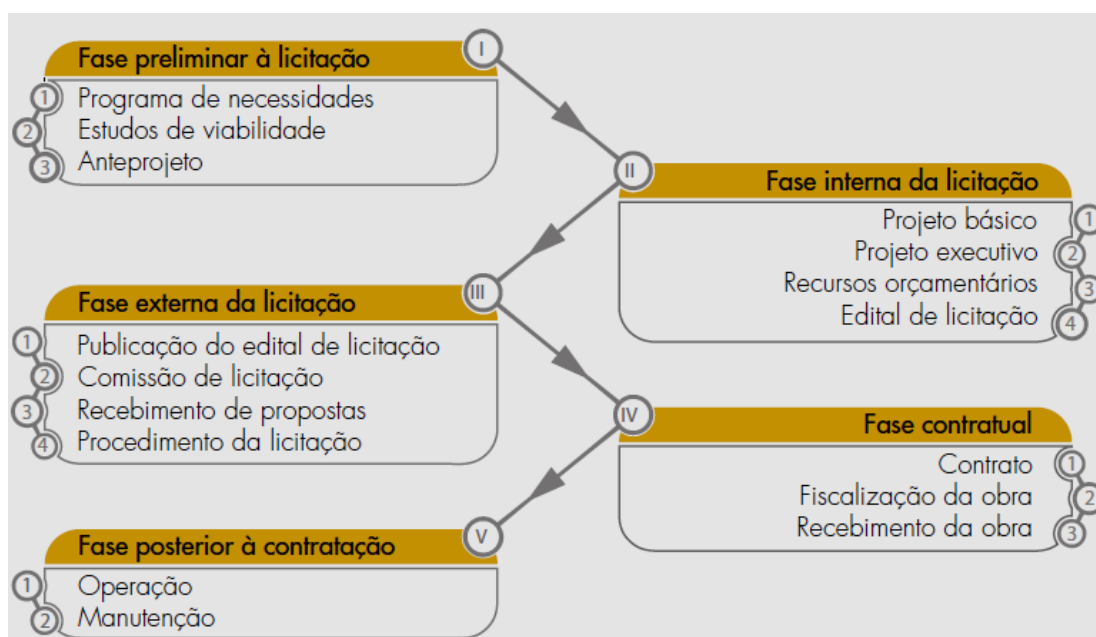 Fase preliminar à licitação
I
1 Programa de necessidades
2 Estudos de viabilidade
3 Anteprojeto
II
Fase interna da licitação
Projeto básico 1
Projeto executivo 2
Recursos orçamentários 3
Edital de licitação 4
Fase externa da licitação
III
1 Publicação do edital de licitação
2 Comissão de licitação
3 Recebimento de propostas
4 Procedimento da licitação
IV
Fase contratual
Contrato 1
Fiscalização da obra 2
Recebimento da obra 3
Fase posterior à contratação
V
1 Operação
2 Manutenção